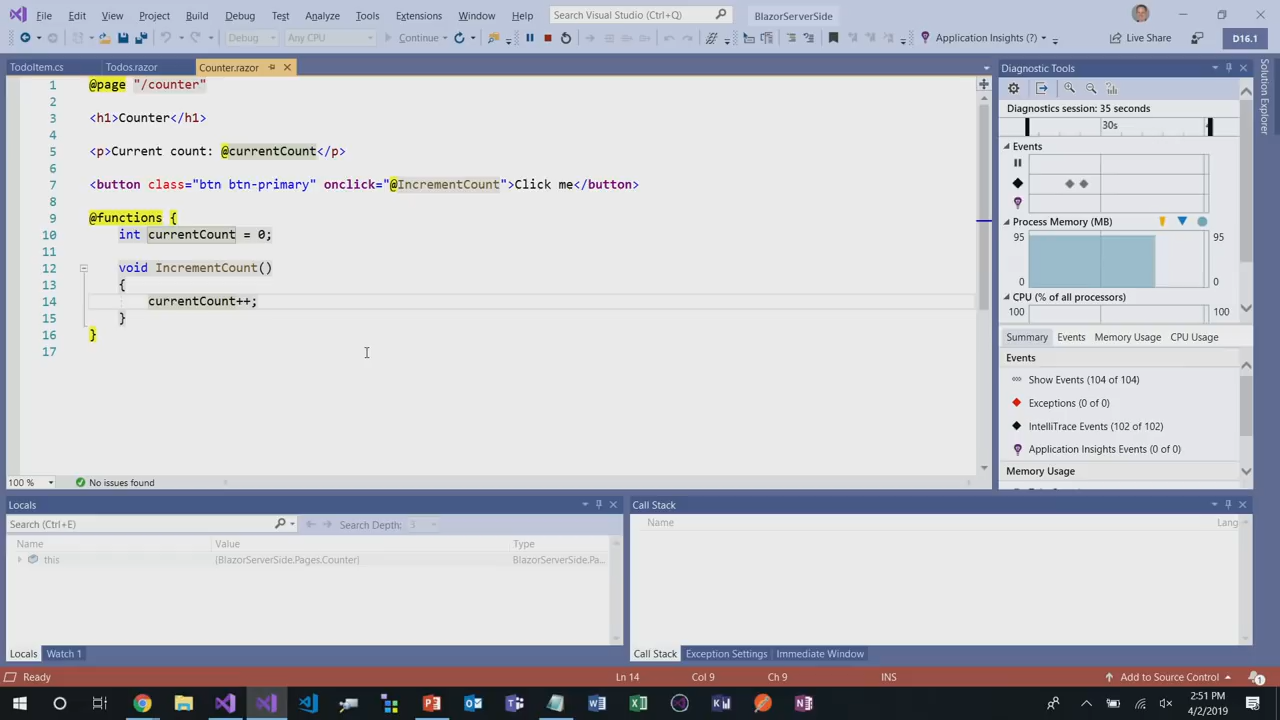 File Edit View Project Build Debug Test Analyze Tools Extensions Window Help Search Visual Studio (Ctrl+Q) BlazorServerSide
Debug Any CPU Continue Application Insights (?) Live Share D16.1
TodoItem.cs Todos.razor Counter.razor
1 @page "/counter"
2
3 <h1>Counter</h1>
4
5 <p>Current count: @currentCount</p>
6
7 <button class="btn btn-primary" onclick="@IncrementCount">Click me</button>
8
9 @functions {
10 int currentCount = 0;
11
12 void IncrementCount()
13 {
14 currentCount++;
15 }
16 }
17
100 % No issues found
Diagnostic Tools
Diagnostics session: 35 seconds
30s
Events
Process Memory (MB)
95 95
0 0
CPU (% of all processors)
100 100
Summary Events Memory Usage CPU Usage
Events
Show Events (104 of 104)
Exceptions (0 of 0)
IntelliTrace Events (102 of 102)
Application Insights Events (0 of 0)
Memory Usage
Solution Explorer
Locals
Search (Ctrl+E) Search Depth: 3
Name Value Type
this {BlazorServerSide.Pages.Counter} BlazorServerSide.Pa...
Locals Watch 1
Call Stack
Name Lang
Call Stack Exception Settings Immediate Window
Ready Ln 14 Col 9 Ch 9 INS Add to Source Control 1
2:51 PM
4/2/2019